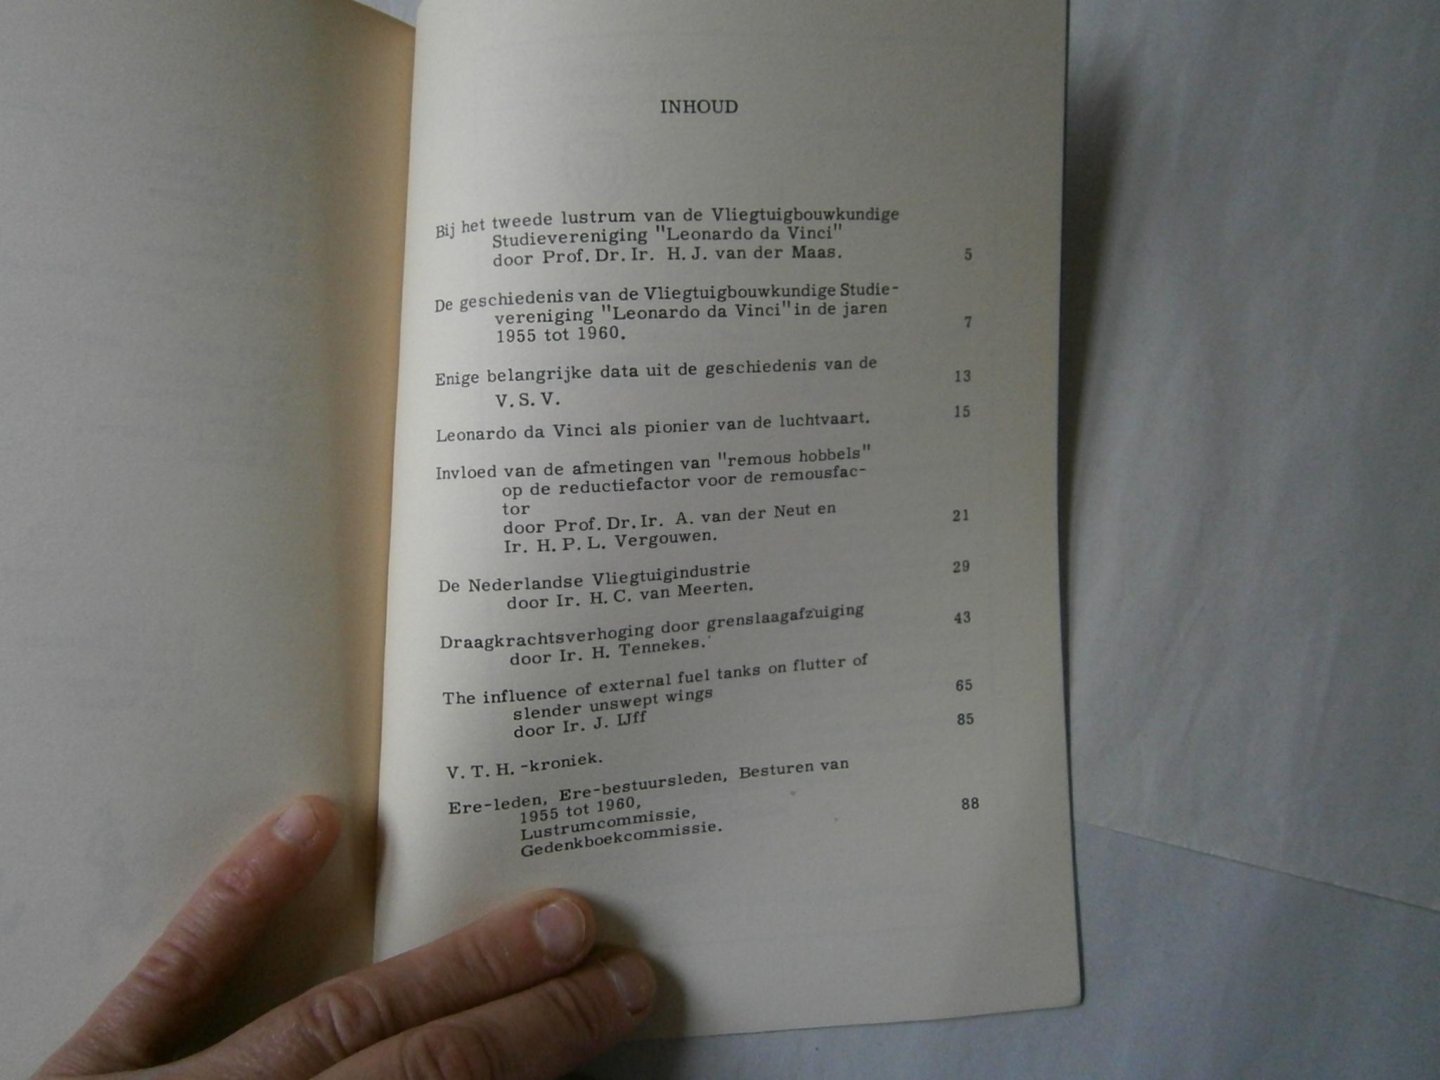 INHOUD
Bij het tweede lustrum van de Vliegtuigbouwkundige
Studievereniging "Leonardo da Vinci"
door Prof. Dr. Ir. H. J. van der Maas. 5
De geschiedenis van de Vliegtuigbouwkundige Studie-
vereniging "Leonardo da Vinci" in de jaren
1955 tot 1960. 7
Enige belangrijke data uit de geschiedenis van de
V. S. V. 13
Leonardo da Vinci als pionier van de luchtvaart. 15
Invloed van de afmetingen van "remous hobbels"
op de reductiefactor voor de remousfac-
tor
door Prof. Dr. Ir. A. van der Neut en
Ir. H. P. L. Vergouwen. 21
De Nederlandse Vliegtuigindustrie
door Ir. H. C. van Meerten. 29
Draagkrachtsverhoging door grenslaagafzuiging
door Ir. H. Tennekes. 43
The influence of external fuel tanks on flutter of
slender unswept wings
door Ir. J. IJff 65
V. T. H. -kroniek. 85
Ere-leden, Ere-bestuursleden, Besturen van
1955 tot 1960,
Lustrumcommissie,
Gedenkboekcommissie. 88